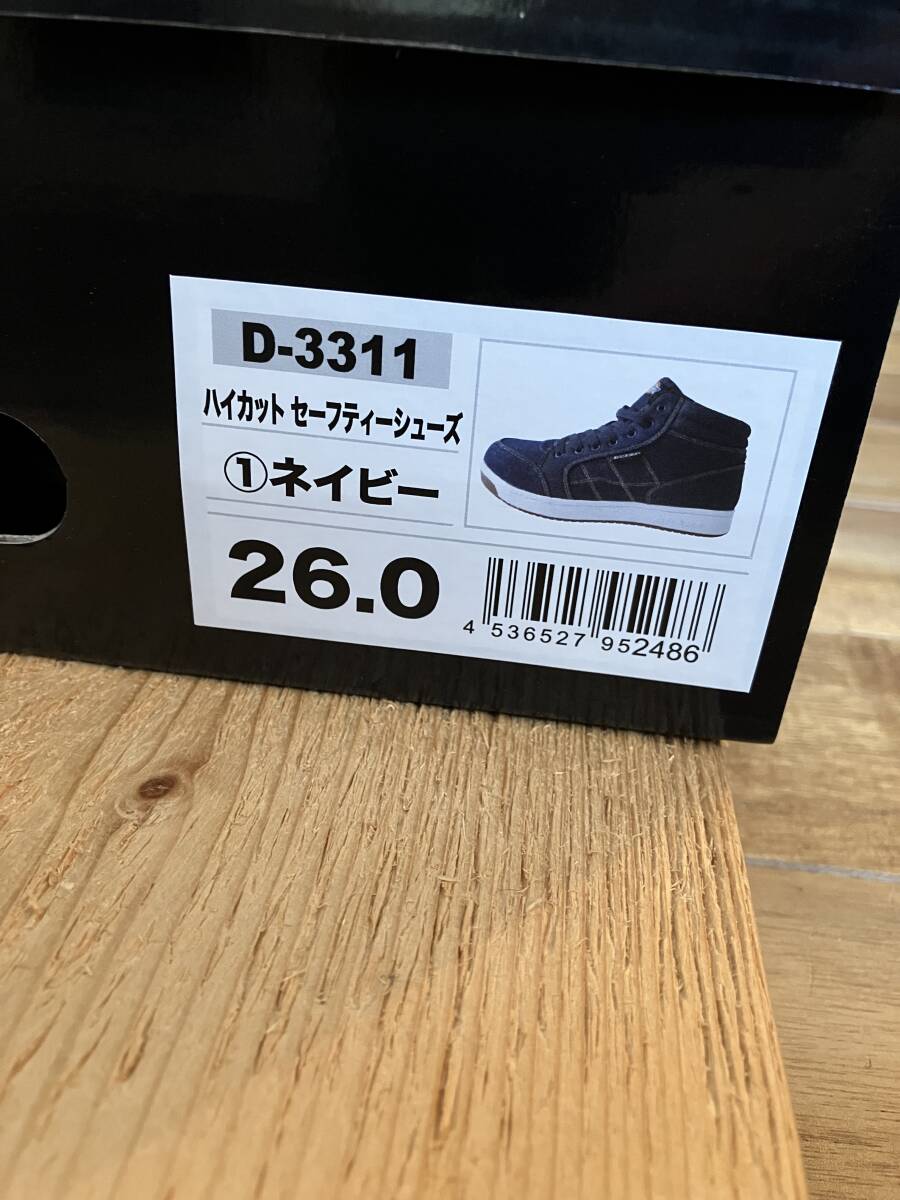 D-3311
ハイカット セーフティーシューズ
①ネイビー
26.0
4 536527 952486